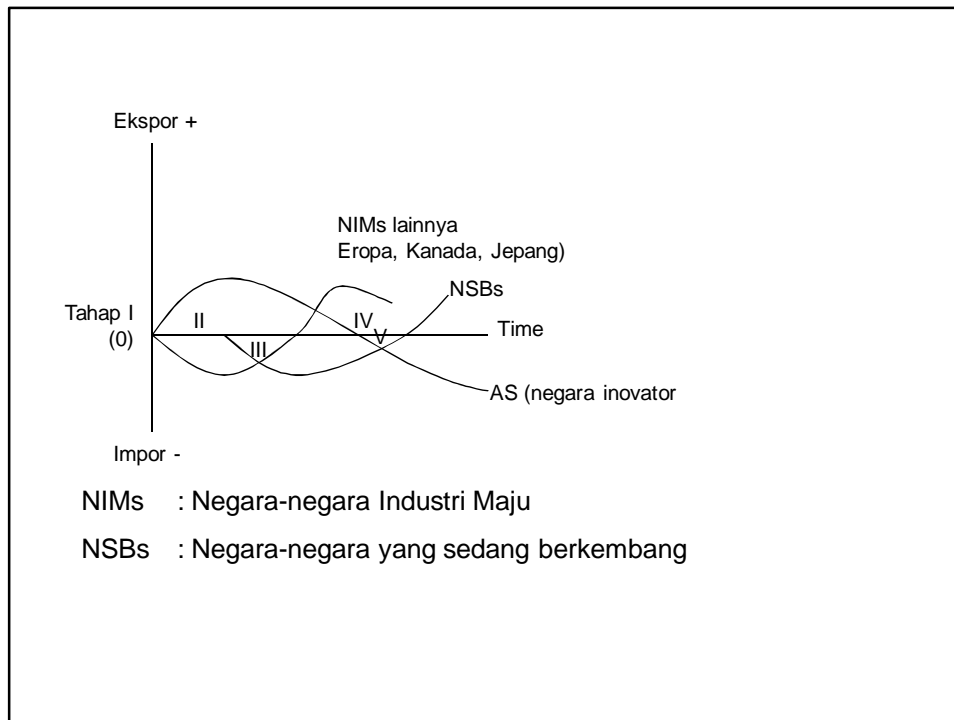 Ekspor +
NIMs lainnya
Eropa, Kanada, Jepang)
NSBs
Tahap I
(0)
II
III
IV
V
Time
AS (negara inovator
Impor -
NIMs : Negara-negara Industri Maju
NSBs : Negara-negara yang sedang berkembang